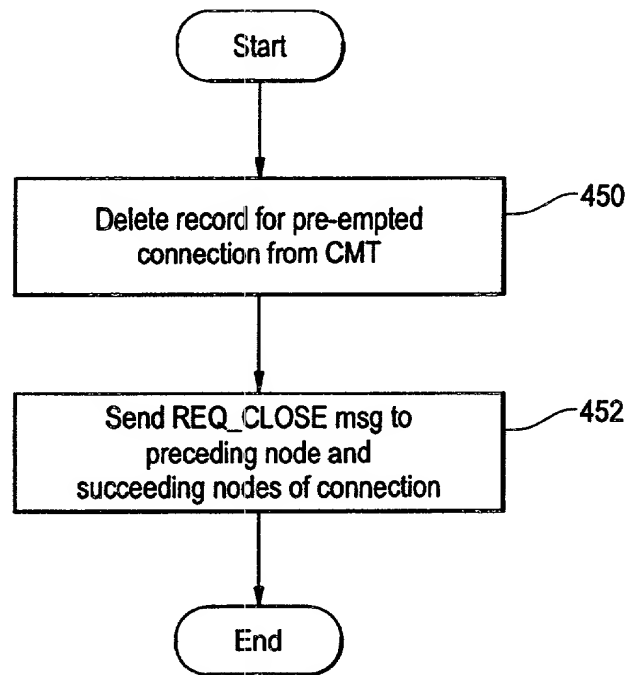 Start
Delete record for pre-empted
connection from CMT
450
Send REQ_CLOSE msg to
preceding node and
succeeding nodes of connection
452
End